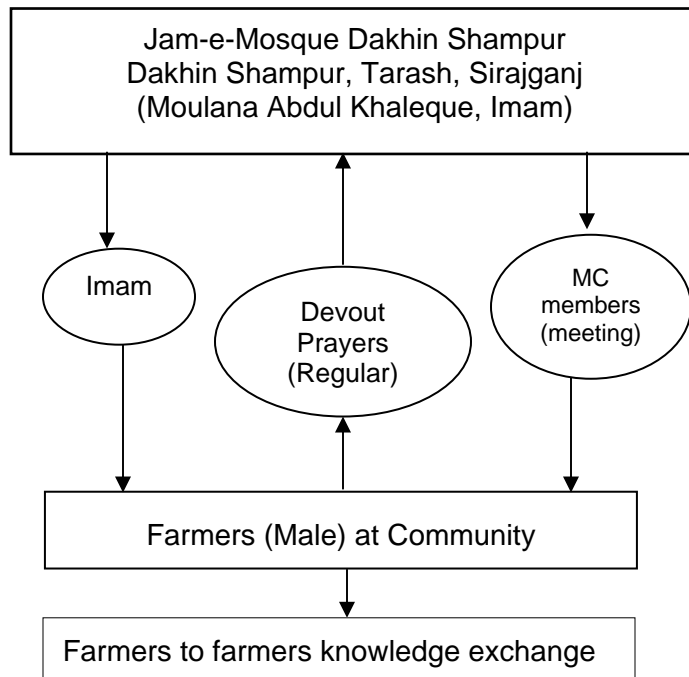 Jam-e-Mosque Dakhin Shampur
Dakhin Shampur, Tarash, Sirajganj
(Moulana Abdul Khaleque, Imam)
Imam
Devout
Prayers
(Regular)
MC
members
(meeting)
Farmers (Male) at Community
Farmers to farmers knowledge exchange